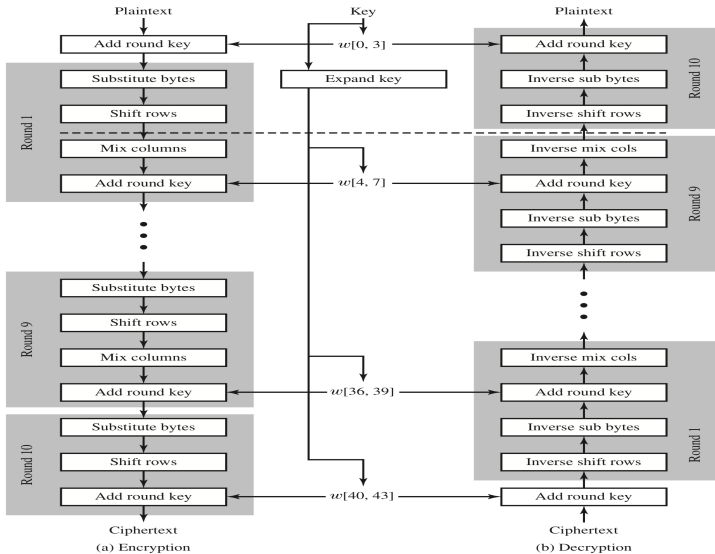 Plaintext
Add round key
Round 1
Substitute bytes
Shift rows
Mix columns
Add round key
Round 9
Substitute bytes
Shift rows
Mix columns
Add round key
Round 10
Substitute bytes
Shift rows
Add round key
Ciphertext
(a) Encryption
Key
w[0, 3]
Expand key
w[4, 7]
w[36, 39]
w[40, 43]
Plaintext
Add round key
Inverse sub bytes
Inverse shift rows
Round 10
Inverse mix cols
Add round key
Inverse sub bytes
Inverse shift rows
Round 9
Inverse mix cols
Add round key
Inverse sub bytes
Inverse shift rows
Round 1
Add round key
Ciphertext
(b) Decryption